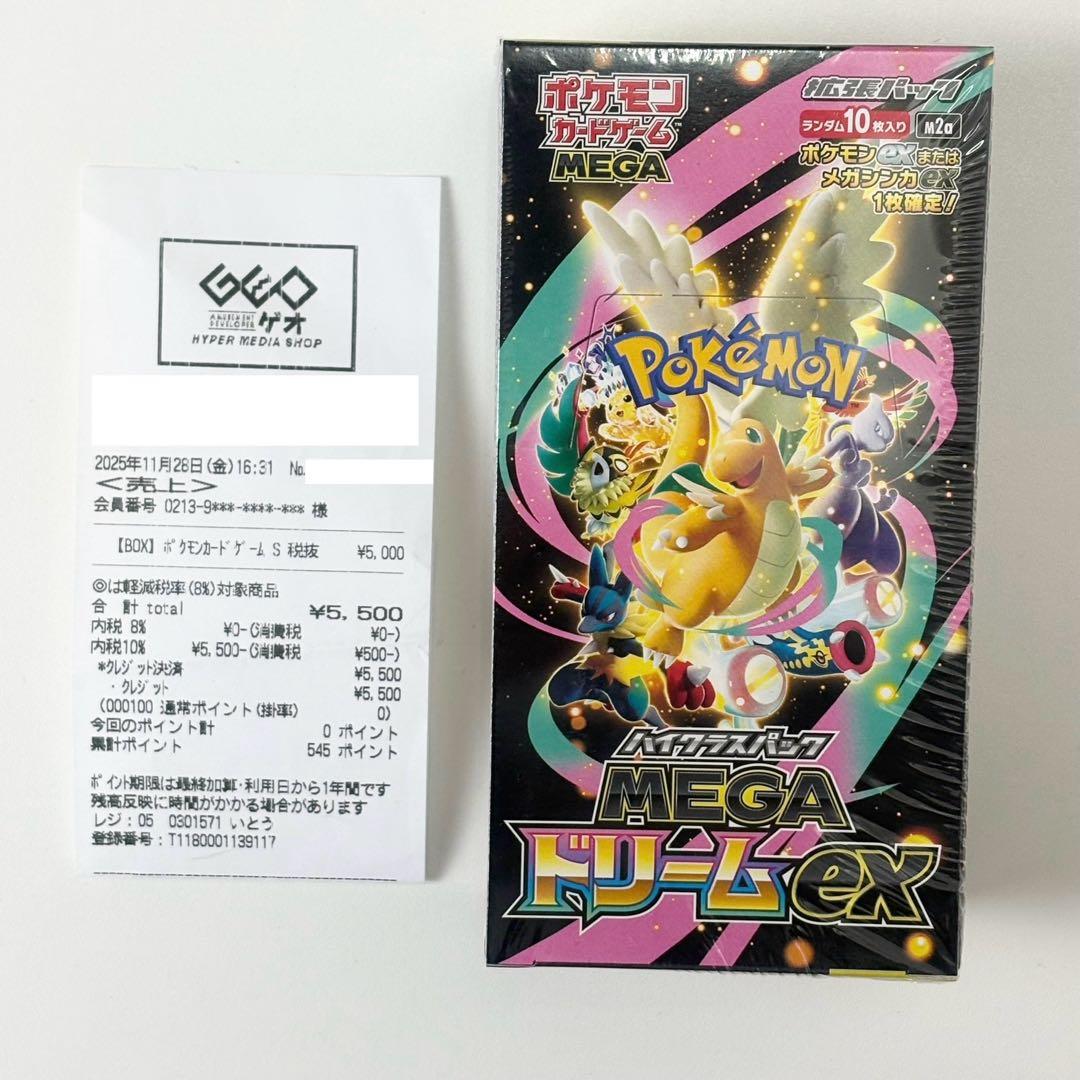 GEO
AMUSEMENT
DEVELOPER ゲオ
HYPER MEDIA SHOP
2025年11月28日(金)16:31 No.
<売上>
会員番号 0213-9***-****-*** 様
【BOX】ポケモンカードゲーム S 税抜 ¥5,000
◎は軽減税率(8%)対象商品
合 計 total ¥5,500
内税 8% ¥0-(消費税 ¥0-)
内税10% ¥5,500-(消費税 ¥500-)
*クレジット決済 ¥5,500
・クレジット ¥5,500
(000100 通常ポイント(掛率) 0)
今回のポイント計 0 ポイント
累計ポイント 545 ポイント
ポイント期限は最終加算・利用日から1年間です
残高反映に時間がかかる場合があります
レジ:05 0301571 いとう
登録番号:T1180001139117
ポケモン
カードゲーム™
MEGA
拡張パック
ランダム10枚入り M2a
ポケモンexまたは
メガシンカex
1枚確定!
POKéMON™
ハイクラスパック
MEGA
ドリームex